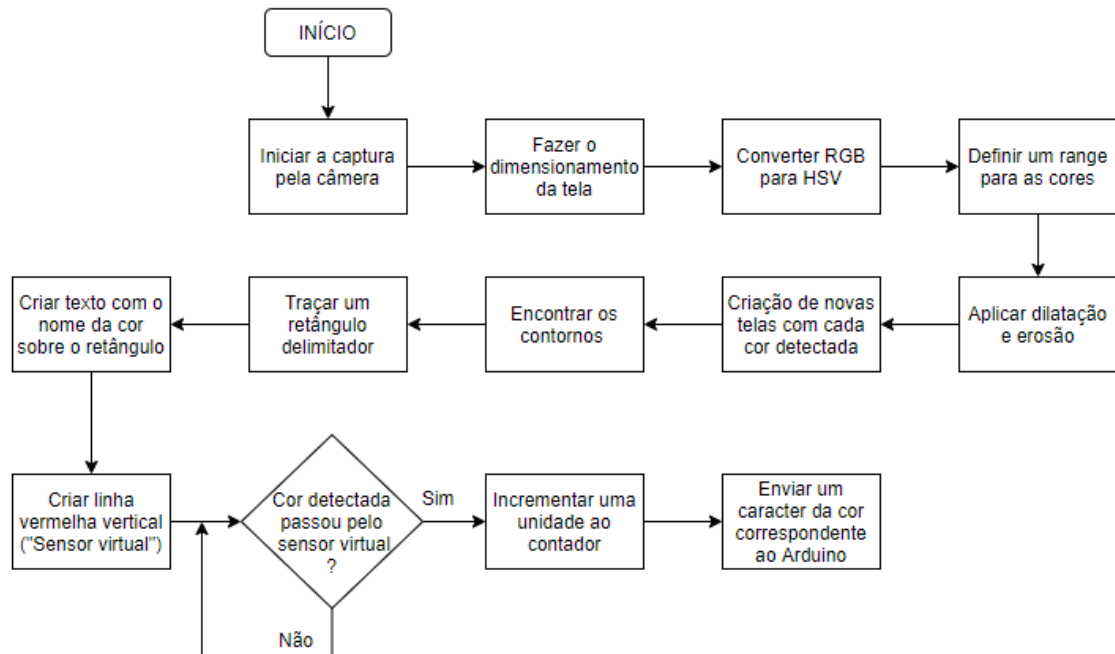 INÍCIO
Iniciar a captura
pela câmera
Fazer o
dimensionamento
da tela
Converter RGB
para HSV
Definir um range
para as cores
Criar texto com o
nome da cor
sobre o retângulo
Traçar um
retângulo
delimitador
Encontrar os
contornos
Criação de novas
telas com cada
cor detectada
Aplicar dilatação
e erosão
Criar linha
vermelha vertical
("Sensor virtual")
Cor detectada
passou pelo
sensor virtual
?
Sim
Incrementar uma
unidade ao
contador
Enviar um
caracter da cor
correspondente
ao Arduino
Não